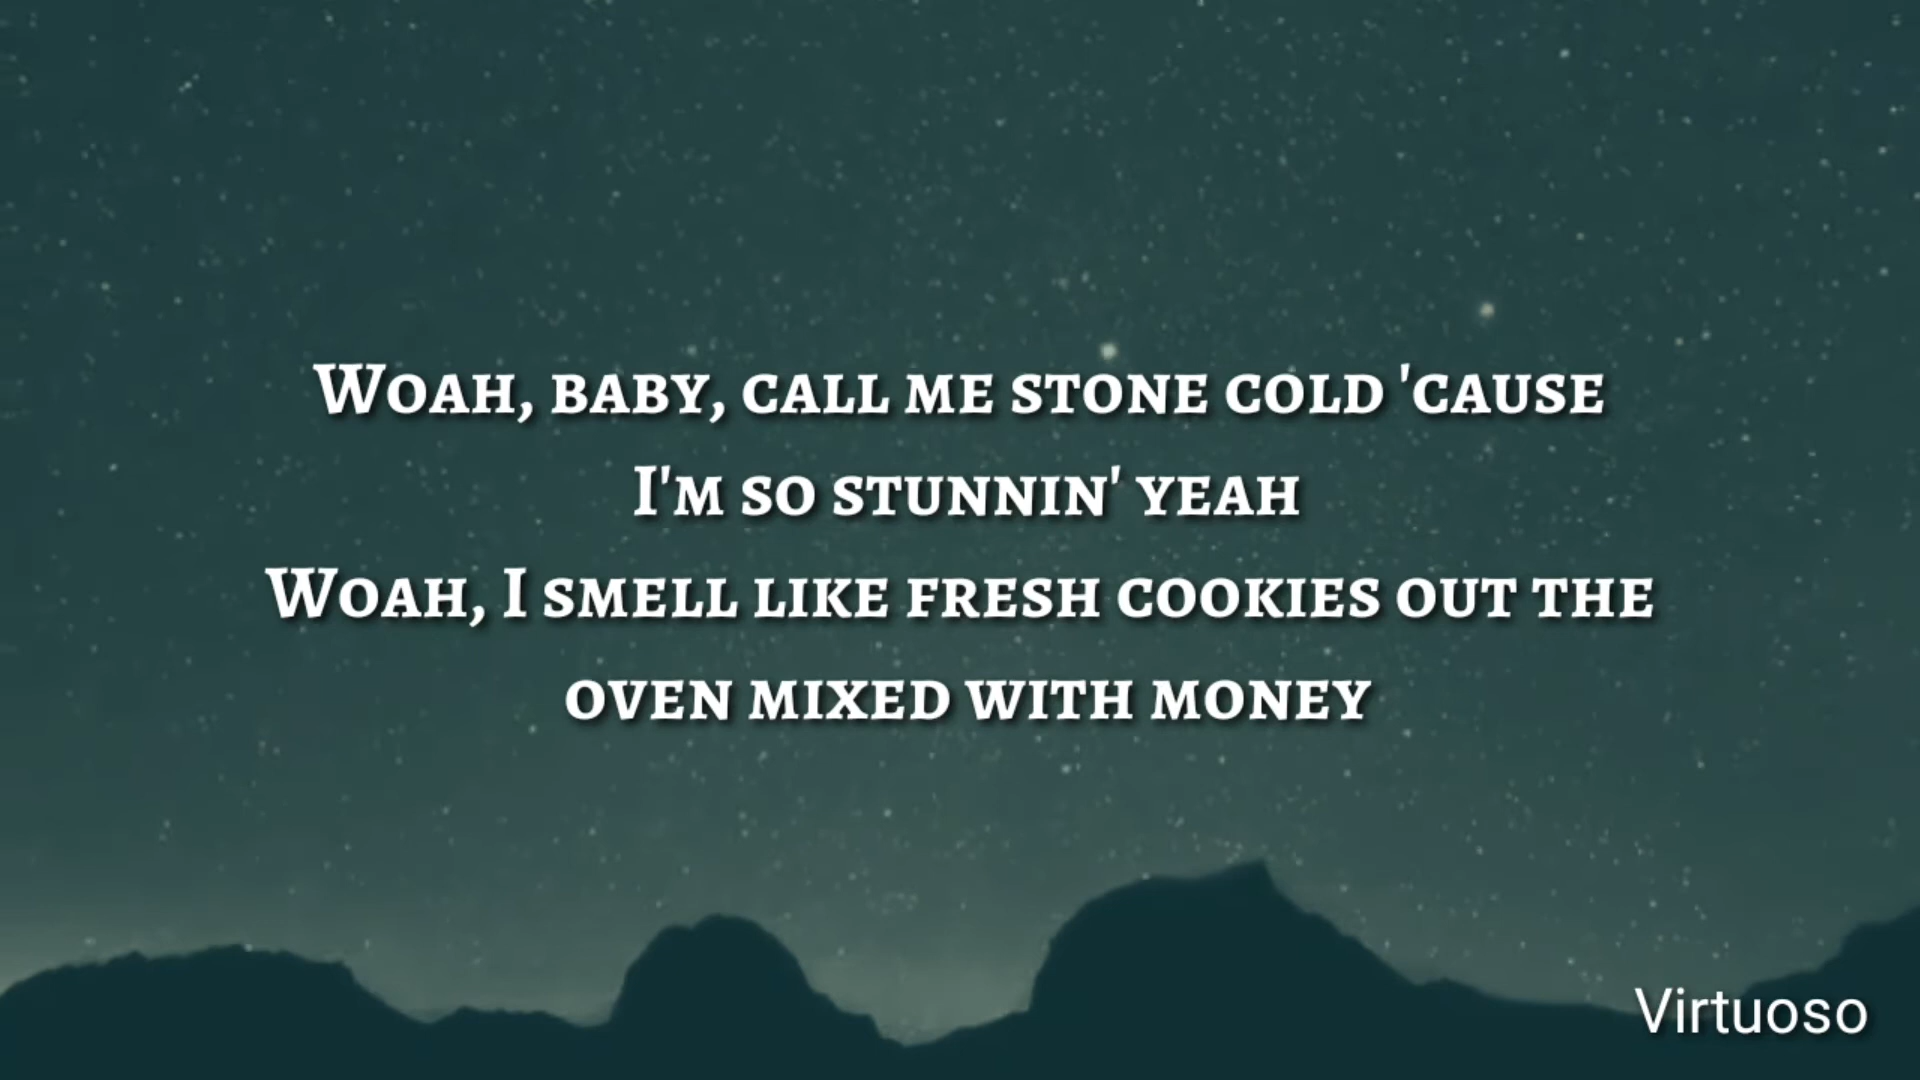 Woah, baby, call me stone cold 'cause
I'm so stunnin' yeah
Woah, I smell like fresh cookies out the
oven mixed with money
Virtuoso